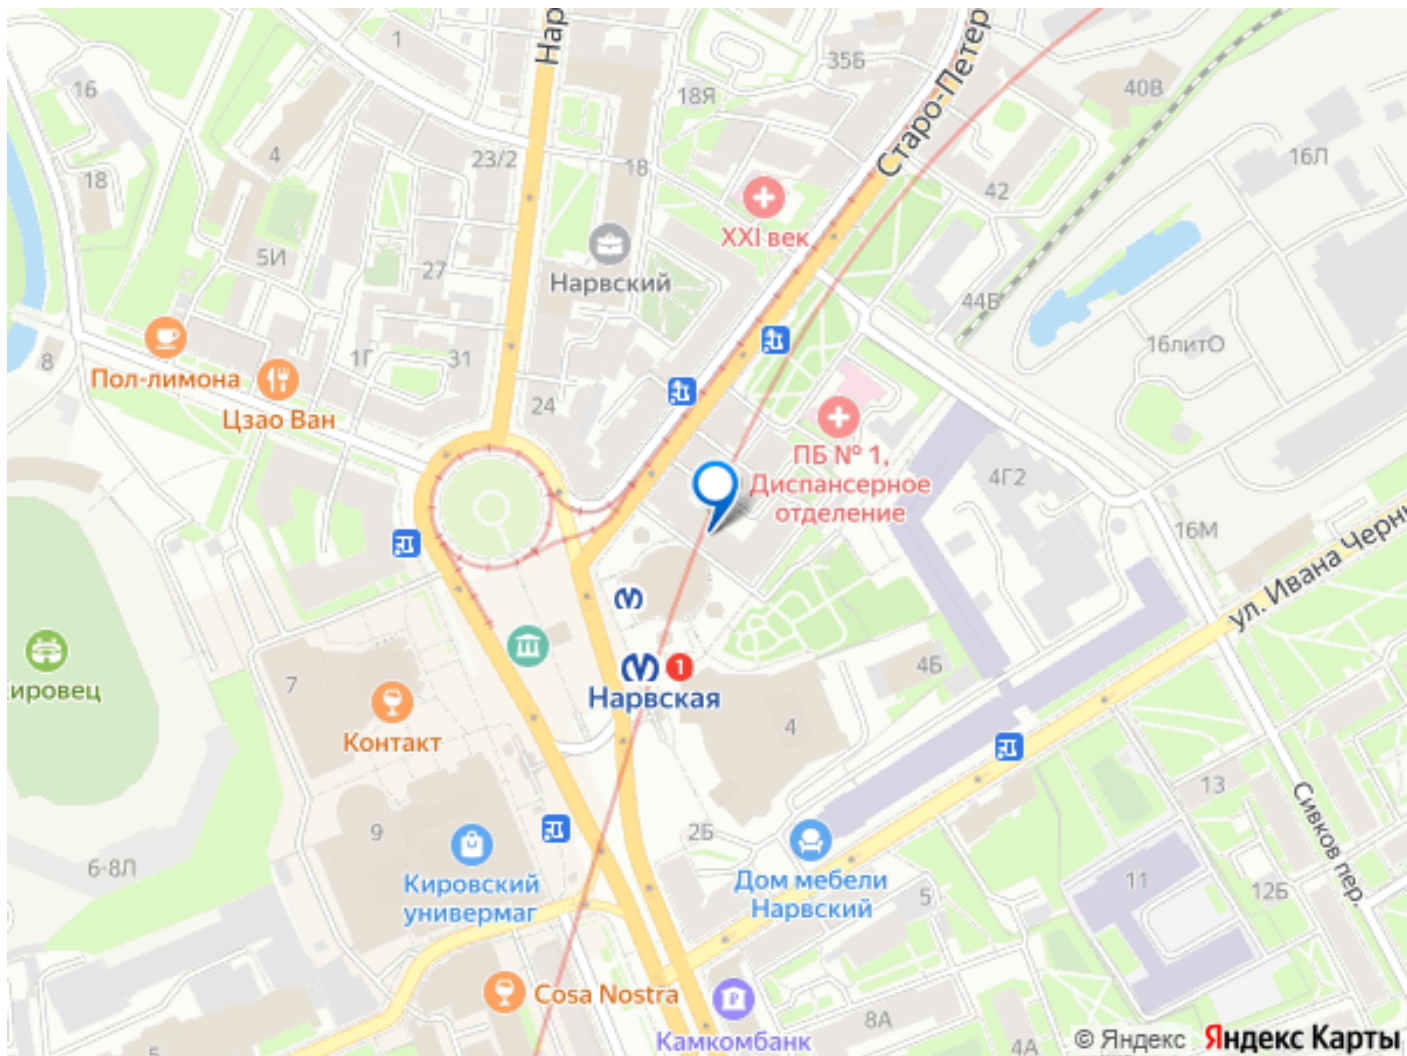 Нар
Старо-Петер
1
35Б
40В
16
18Я
16Л
4
23/2
18
18
42
XXI век
5И
27
Нарвский
44Б
16литО
8
1Г
31
Пол-лимона
Цзао Ван
24
ПБ № 1,
Диспансерное
отделение
4Г2
16М
ул. Ивана Черн
М
М 1
Нарвская
4Б
ировец
7
Контакт
4
13
Сивков пер.
9
2Б
6-8Л
Кировский
универмаг
Дом мебели
Нарвский
5
11
12Б
Cosa Nostra
Камкомбанк
8А
4А
5
© Яндекс Яндекс Карты